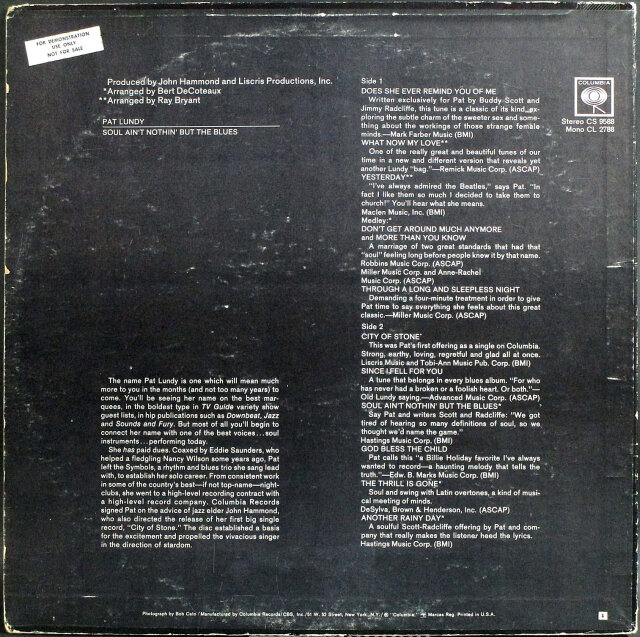 FOR DEMONSTRATION
USE ONLY
NOT FOR SALE
Produced by John Hammond and Liscris Productions, Inc.
*Arranged by Bert DeCoteaux
**Arranged by Ray Bryant
PAT LUNDY
SOUL AIN'T NOTHIN' BUT THE BLUES
The name Pat Lundy is one which will mean much
more to you in the months (and not too many years) to
come. You'll be seeing her name on the best mar-
quees, in the boldest type in TV Guide variety show
guest lists, in hip publications such as Downbeat, Jazz
and Sounds and Fury. But most of all you'll begin to
connect her name with one of the best voices...soul
instruments...performing today.
She has paid dues. Coaxed by Eddie Saunders, who
helped a fledgling Nancy Wilson some years ago, Pat
left the Symbols, a rhythm and blues trio she sang lead
with, to establish her solo career. From consistent work
in some of the country's best—if not top-name—night-
clubs, she went to a high-level recording contract with
a high-level record company. Columbia Records
signed Pat on the advice of jazz elder John Hammond,
who also directed the release of her first big single
record, "City of Stone." The disc established a basis
for the excitement and propelled the vivacious singer
in the direction of stardom.
Side 1
DOES SHE EVER REMIND YOU OF ME
Written exclusively for Pat by Buddy Scott and
Jimmy Radcliffe, this tune is a classic of its kind, ex-
ploring the subtle charm of the sweeter sex and some-
thing about the workings of those strange female
minds.—Mark Farber Music (BMI)
WHAT NOW MY LOVE**
One of the really great and beautiful tunes of our
time in a new and different version that reveals yet
another Lundy "bag."—Remick Music Corp. (ASCAP)
YESTERDAY**
"I've always admired the Beatles," says Pat. "In
fact I like them so much I decided to take them to
church!" You'll hear what she means.
Maclen Music, Inc. (BMI)
Medley:*
DON'T GET AROUND MUCH ANYMORE
and MORE THAN YOU KNOW
A marriage of two great standards that had that
"soul" feeling long before people knew it by that name.
Robbins Music Corp. (ASCAP)
Miller Music Corp. and Anne-Rachel
Music Corp. (ASCAP)
THROUGH A LONG AND SLEEPLESS NIGHT
Demanding a four-minute treatment in order to give
Pat time to say everything she feels about this great
classic.—Miller Music Corp. (ASCAP)
Side 2
CITY OF STONE*
This was Pat's first offering as a single on Columbia.
Strong, earthy, loving, regretful and glad all at once.
Liscris Music and Tobi-Ann Music Pub. Corp. (BMI)
SINCE I FELL FOR YOU
A tune that belongs in every blues album. "For who
has never had a broken or a foolish heart. Or both."—
Old Lundy saying.—Advanced Music Corp. (ASCAP)
SOUL AIN'T NOTHIN' BUT THE BLUES*
Say Pat and writers Scott and Radcliffe: "We got
tired of hearing so many definitions of soul, so we
thought we'd name the game."
Hastings Music Corp. (BMI)
GOD BLESS THE CHILD
Pat calls this "a Billie Holiday favorite I've always
wanted to record—a haunting melody that tells the
truth."—Edw. B. Marks Music Corp. (BMI)
THE THRILL IS GONE*
Soul and swing with Latin overtones, a kind of musi-
cal meeting of minds.
DeSylva, Brown & Henderson, Inc. (ASCAP)
ANOTHER RAINY DAY*
A soulful Scott-Radcliffe offering by Pat and com-
pany that really makes the listener heed the lyrics.
Hastings Music Corp. (BMI)
COLUMBIA
Stereo CS 9588
Mono CL 2788
Photograph by Bob Cato/Manufactured by Columbia Records/CBS, Inc./51 W. 52 Street, New York, N.Y./® "Columbia," Marcas Reg. Printed in U.S.A.
1